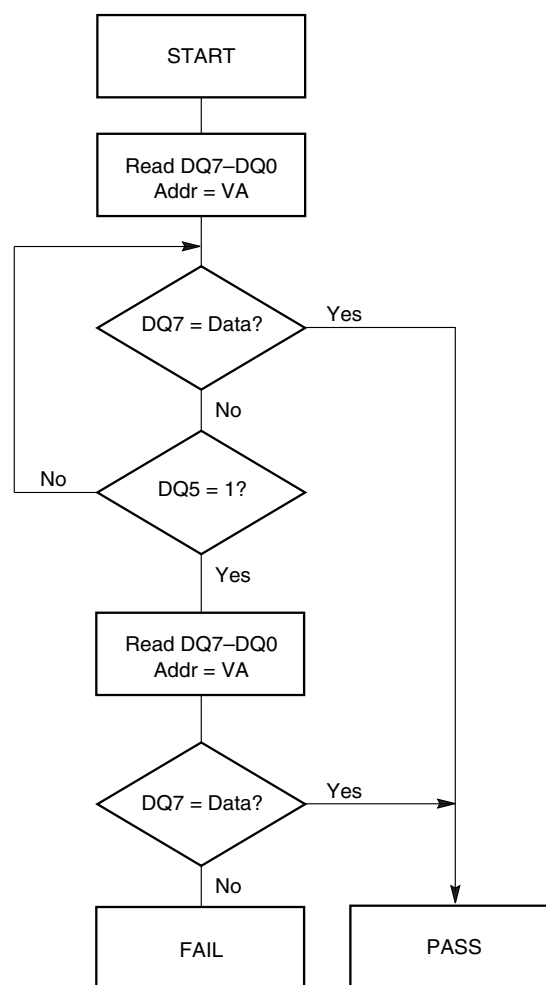 START
Read DQ7–DQ0
Addr = VA
DQ7 = Data?
Yes
No
No
DQ5 = 1?
Yes
Read DQ7–DQ0
Addr = VA
DQ7 = Data?
Yes
No
FAIL
PASS